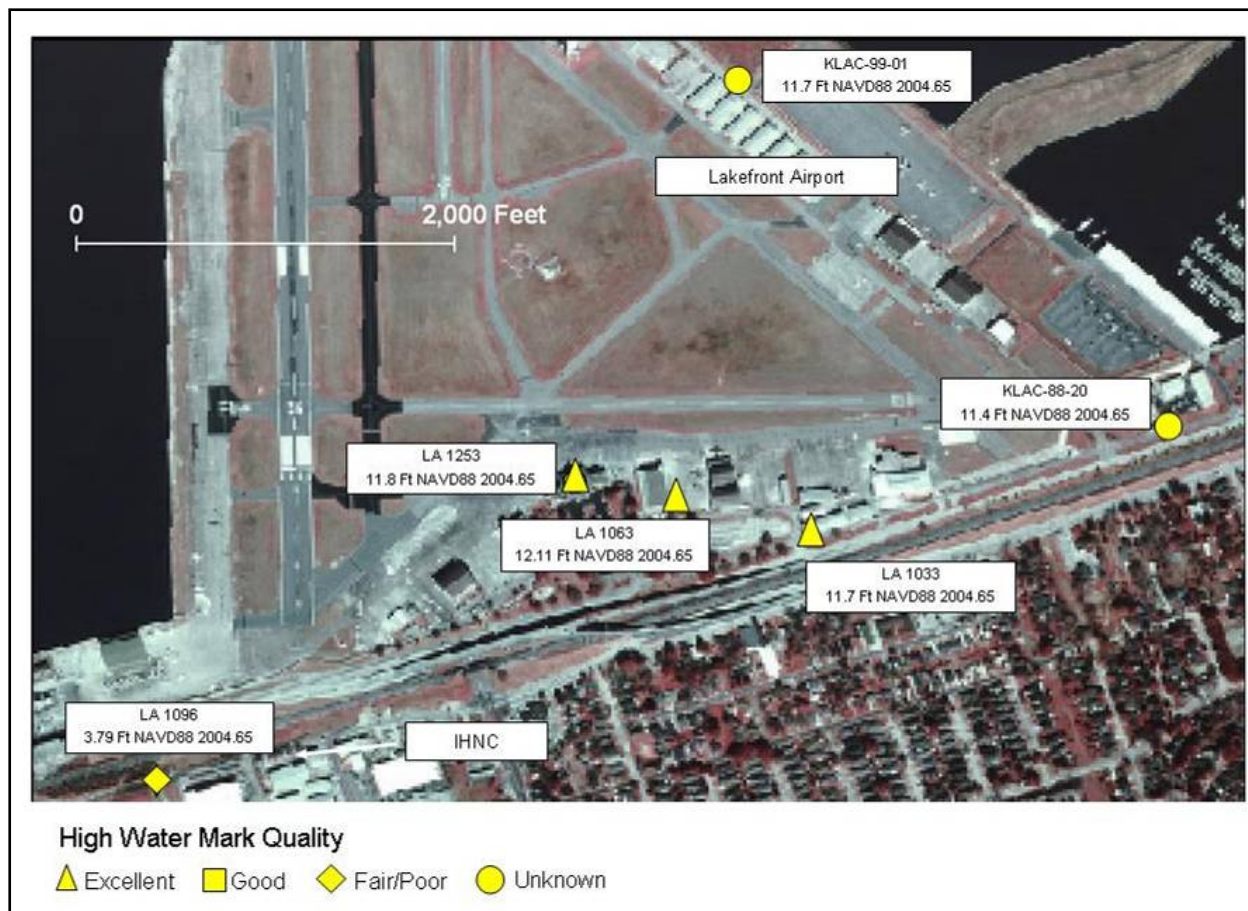 KLAC-99-01
11.7 Ft NAVD88 2004.65
Lakefront Airport
0 2,000 Feet
KLAC-88-20
11.4 Ft NAVD88 2004.65
LA 1253
11.8 Ft NAVD88 2004.65
LA 1063
12.11 Ft NAVD88 2004.65
LA 1033
11.7 Ft NAVD88 2004.65
LA 1096
3.79 Ft NAVD88 2004.65
IHNC
High Water Mark Quality
Excellent Good Fair/Poor Unknown